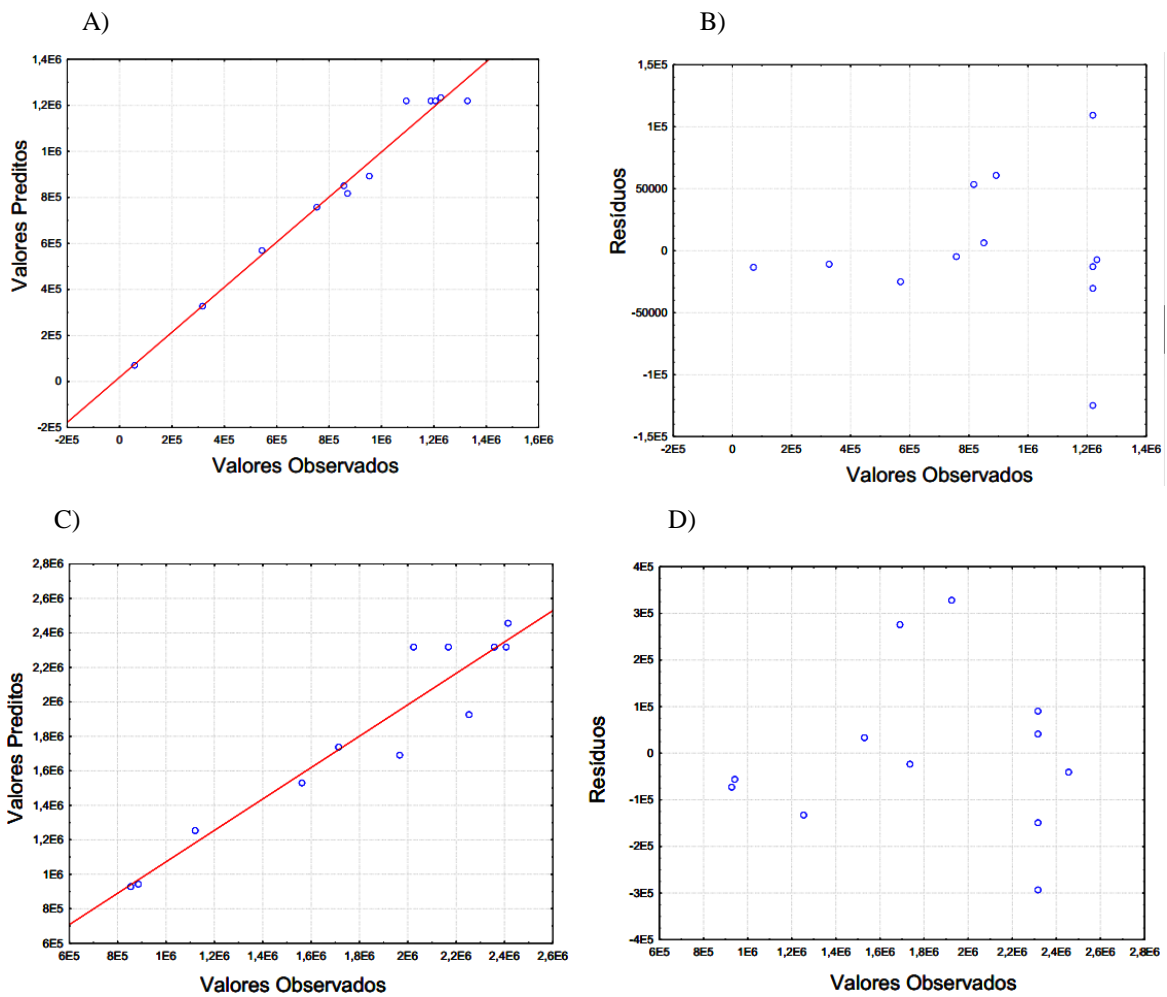 A)
1,4E6
1,2E6
1E6
8E5
6E5
4E5
2E5
0
-2E5
Valores Preditos
-2E5 0 2E5 4E5 6E5 8E5 1E6 1,2E6 1,4E6 1,6E6
Valores Observados
B)
1,5E5
1E5
50000
0
-50000
-1E5
-1,5E5
Resíduos
-2E5 0 2E5 4E5 6E5 8E5 1E6 1,2E6 1,4E6
Valores Observados
C)
2,8E6
2,6E6
2,4E6
2,2E6
2E6
1,8E6
1,6E6
1,4E6
1,2E6
1E6
8E5
6E5
Valores Preditos
6E5 8E5 1E6 1,2E6 1,4E6 1,6E6 1,8E6 2E6 2,2E6 2,4E6 2,6E6
Valores Observados
D)
4E5
3E5
2E5
1E5
0
-1E5
-2E5
-3E5
-4E5
Resíduos
6E5 8E5 1E6 1,2E6 1,4E6 1,6E6 1,8E6 2E6 2,2E6 2,4E6 2,6E6 2,8E6
Valores Observados